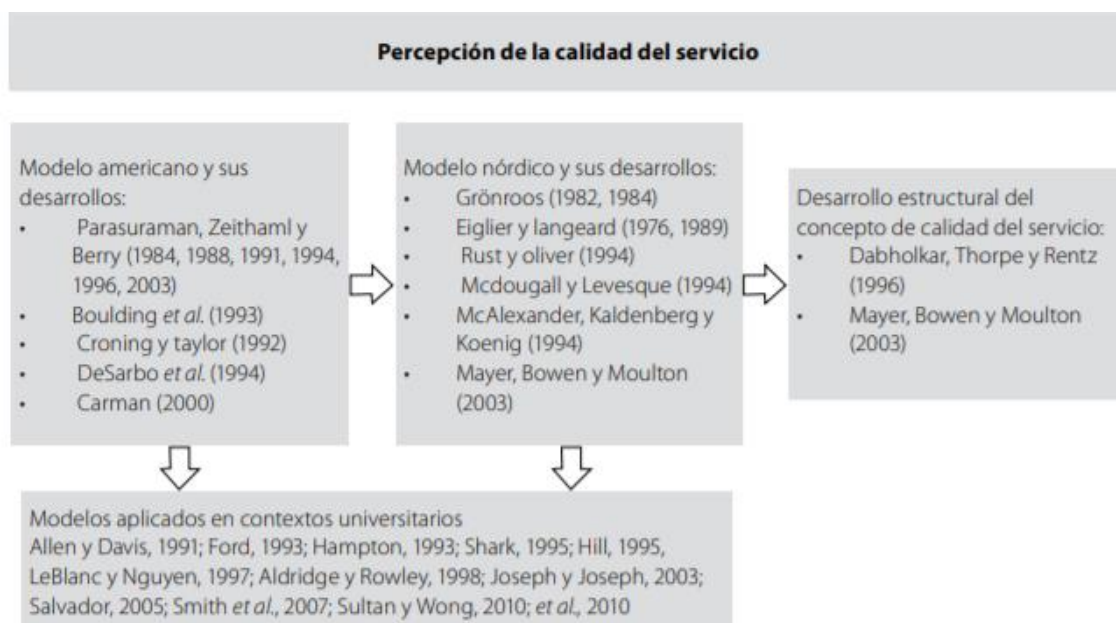 Percepción de la calidad del servicio
Modelo americano y sus
desarrollos:
• Parasuraman, Zeithaml y
Berry (1984, 1988, 1991, 1994,
1996, 2003)
• Boulding et al. (1993)
• Croning y taylor (1992)
• DeSarbo et al. (1994)
• Carman (2000)
Modelo nórdico y sus desarrollos:
• Grönroos (1982, 1984)
• Eiglier y langeard (1976, 1989)
• Rust y oliver (1994)
• Mcdougall y Levesque (1994)
• McAlexander, Kaldenberg y
Koenig (1994)
• Mayer, Bowen y Moulton
(2003)
Desarrollo estructural del
concepto de calidad del servicio:
• Dabholkar, Thorpe y Rentz
(1996)
• Mayer, Bowen y Moulton
(2003)
Modelos aplicados en contextos universitarios
Allen y Davis, 1991; Ford, 1993; Hampton, 1993; Shark, 1995; Hill, 1995,
LeBlanc y Nguyen, 1997; Aldridge y Rowley, 1998; Joseph y Joseph, 2003;
Salvador, 2005; Smith et al., 2007; Sultan y Wong, 2010; et al., 2010